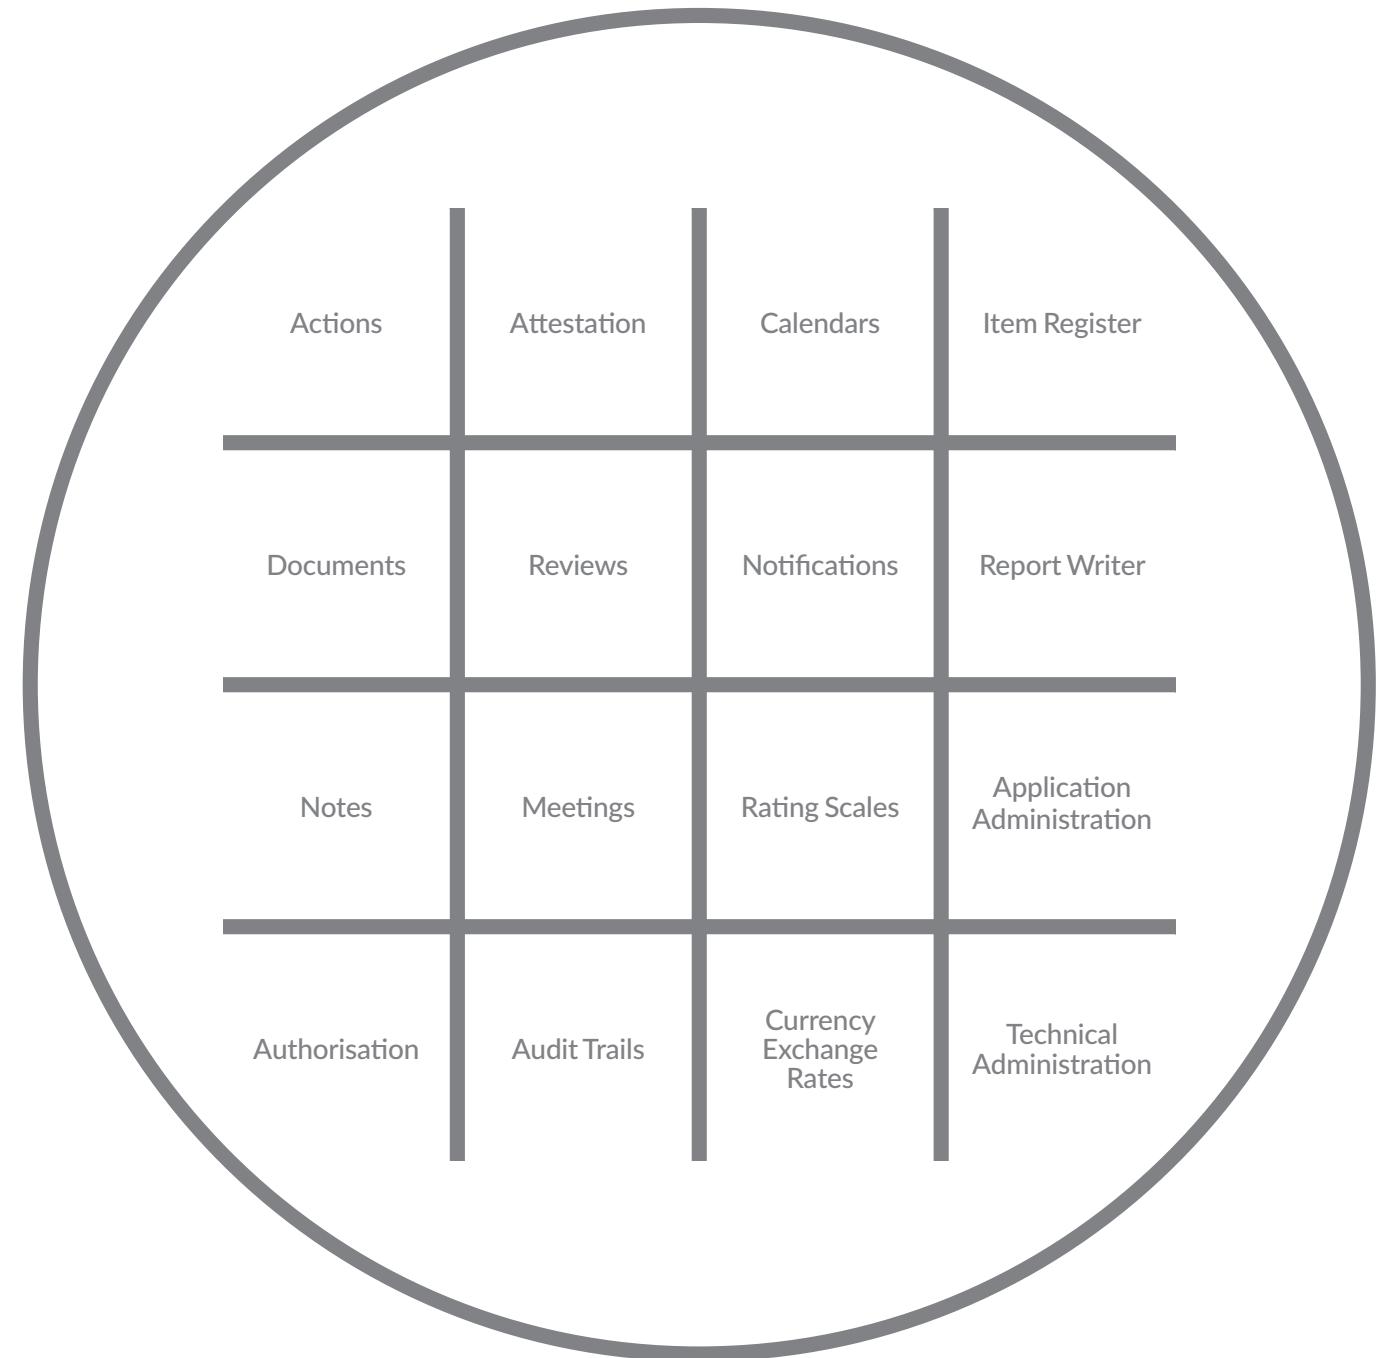 Actions
Attestation
Calendars
Item Register
Documents
Reviews
Notifications
Report Writer
Notes
Meetings
Rating Scales
Application
Administration
Authorisation
Audit Trails
Currency
Exchange
Rates
Technical
Administration